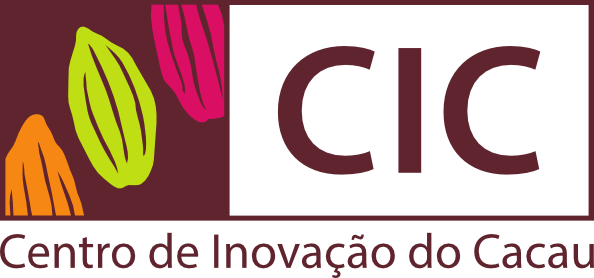 CIC
Centro de Inovação do Cacau